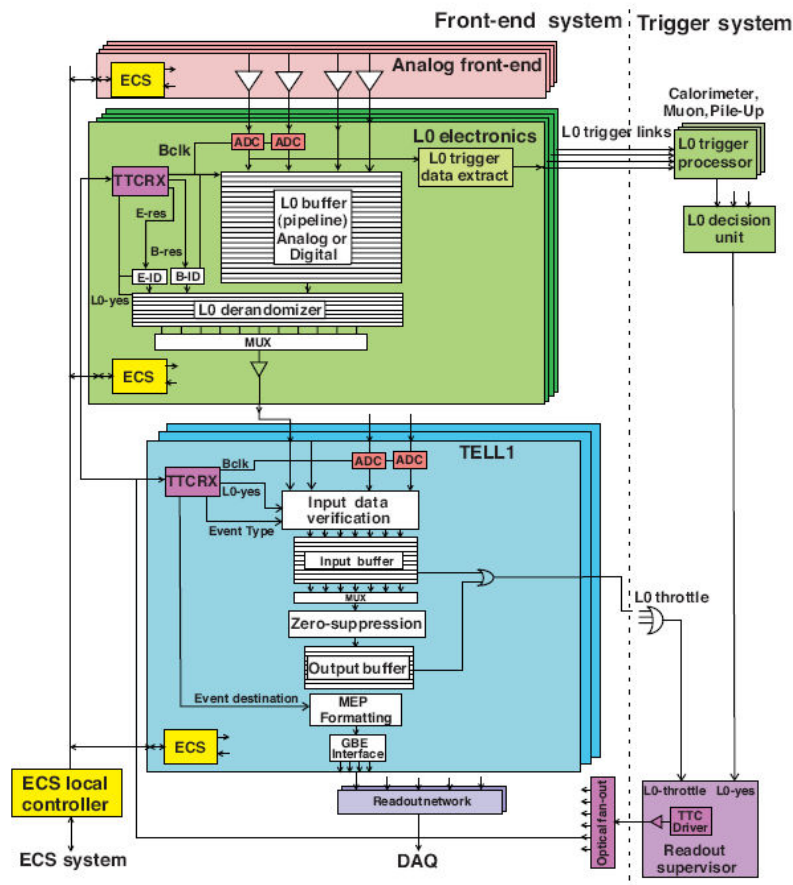 Front-end system
Trigger system
ECS
Analog front-end
Calorimeter,
Muon,Pile-Up
L0 trigger links
L0 electronics
ADC
ADC
Bclk
L0 trigger
data extract
L0 trigger
processor
TTCRX
E-res
B-res
L0 buffer
(pipeline)
Analog or
Digital
L0 decision
unit
E-ID
B-ID
L0-yes
L0 derandomizer
MUX
ECS
TELL1
Bclk
ADC
ADC
TTCRX
L0-yes
Input data
verification
Event Type
Input buffer
MUX
Zero-suppression
L0 throttle
Output buffer
Event destination
MEP
Formatting
ECS
GBE
Interface
ECS local
controller
Readout network
Optical fan-out
L0-throttle
L0-yes
TTC
Driver
Readout
supervisor
ECS system
DAQ